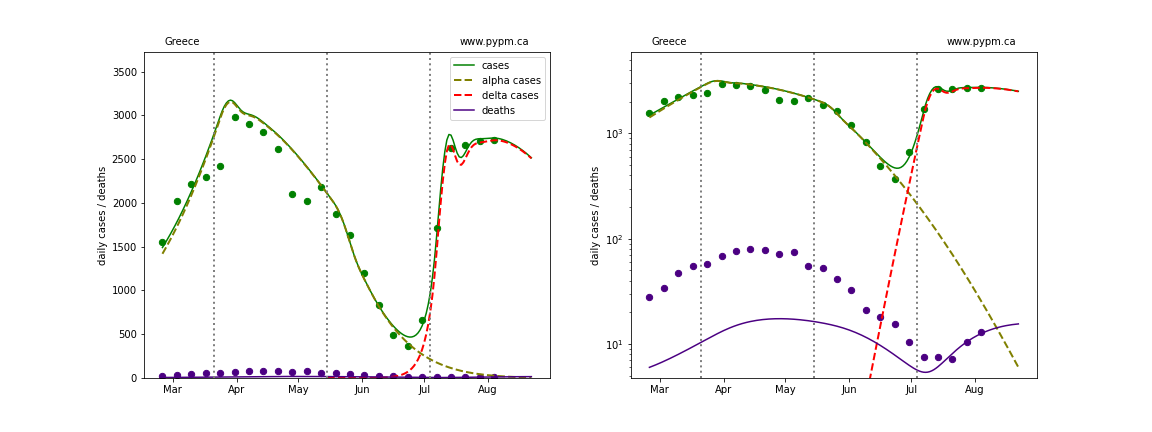 Greece www.pypm.ca
cases
alpha cases
delta cases
deaths
daily cases / deaths
3500
3000
2500
2000
1500
1000
500
0
Mar Apr May Jun Jul Aug
Greece www.pypm.ca
daily cases / deaths
10³
10²
10¹
Mar Apr May Jun Jul Aug